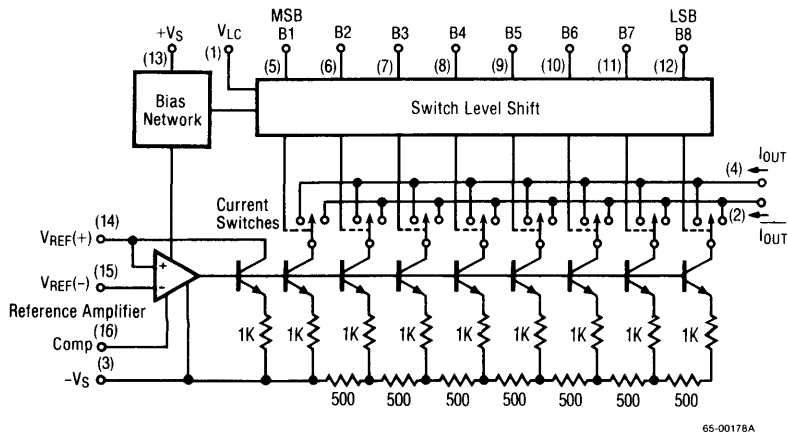 +VS
(13)
VLC
(1)
MSB
B1
(5)
B2
(6)
B3
(7)
B4
(8)
B5
(9)
B6
(10)
B7
(11)
LSB
B8
(12)
Bias
Network
Switch Level Shift
(4)
IOUT
(2)
IOUT
Current
Switches
(14)
VREF(+)
+
(15)
VREF(-)
-
Reference Amplifier
(16)
Comp
(3)
-VS
1K
1K
1K
1K
1K
1K
1K
1K
1K
500
500
500
500
500
500
500
65-00178A